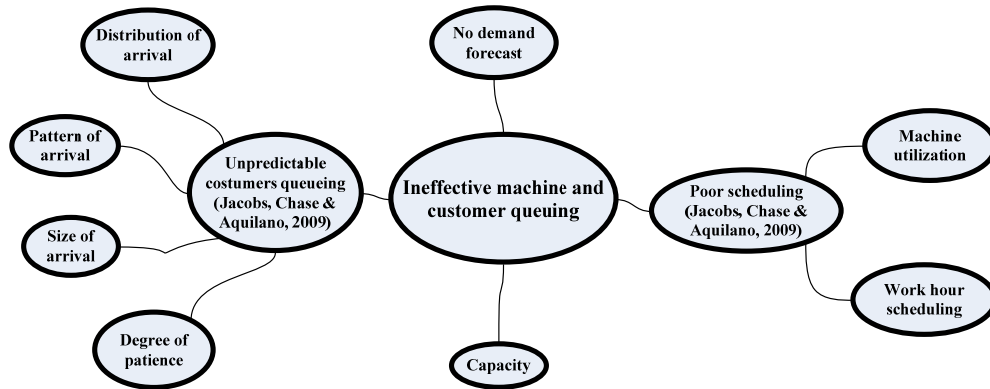 Distribution of
arrival
No demand
forecast
Pattern of
arrival
Unpredictable
costumers queueing
(Jacobs, Chase &
Aquilano, 2009)
Ineffective machine and
customer queuing
Poor scheduling
(Jacobs, Chase &
Aquilano, 2009)
Machine
utilization
Size of
arrival
Work hour
scheduling
Degree of
patience
Capacity